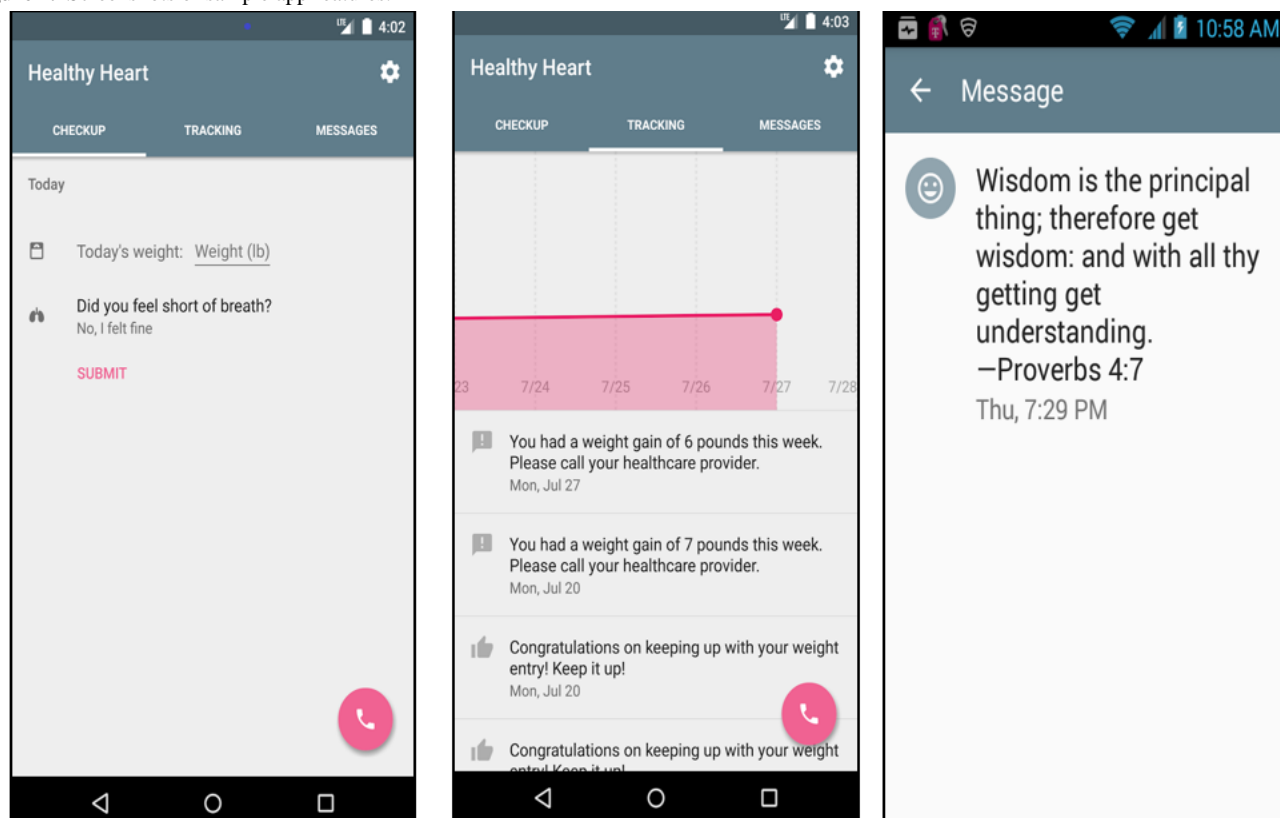 4:02
Healthy Heart
CHECKUP TRACKING MESSAGES
Today
Today's weight: Weight (lb)
Did you feel short of breath?
No, I felt fine
SUBMIT
4:03
Healthy Heart
CHECKUP TRACKING MESSAGES
23 7/24 7/25 7/26 7/27 7/28
You had a weight gain of 6 pounds this week.
Please call your healthcare provider.
Mon, Jul 27
You had a weight gain of 7 pounds this week.
Please call your healthcare provider.
Mon, Jul 20
Congratulations on keeping up with your weight
entry! Keep it up!
Mon, Jul 20
Congratulations on keeping up with your weight
entry! Keep it up!
10:58 AM
Message
Wisdom is the principal
thing; therefore get
wisdom: and with all thy
getting get
understanding.
—Proverbs 4:7
Thu, 7:29 PM